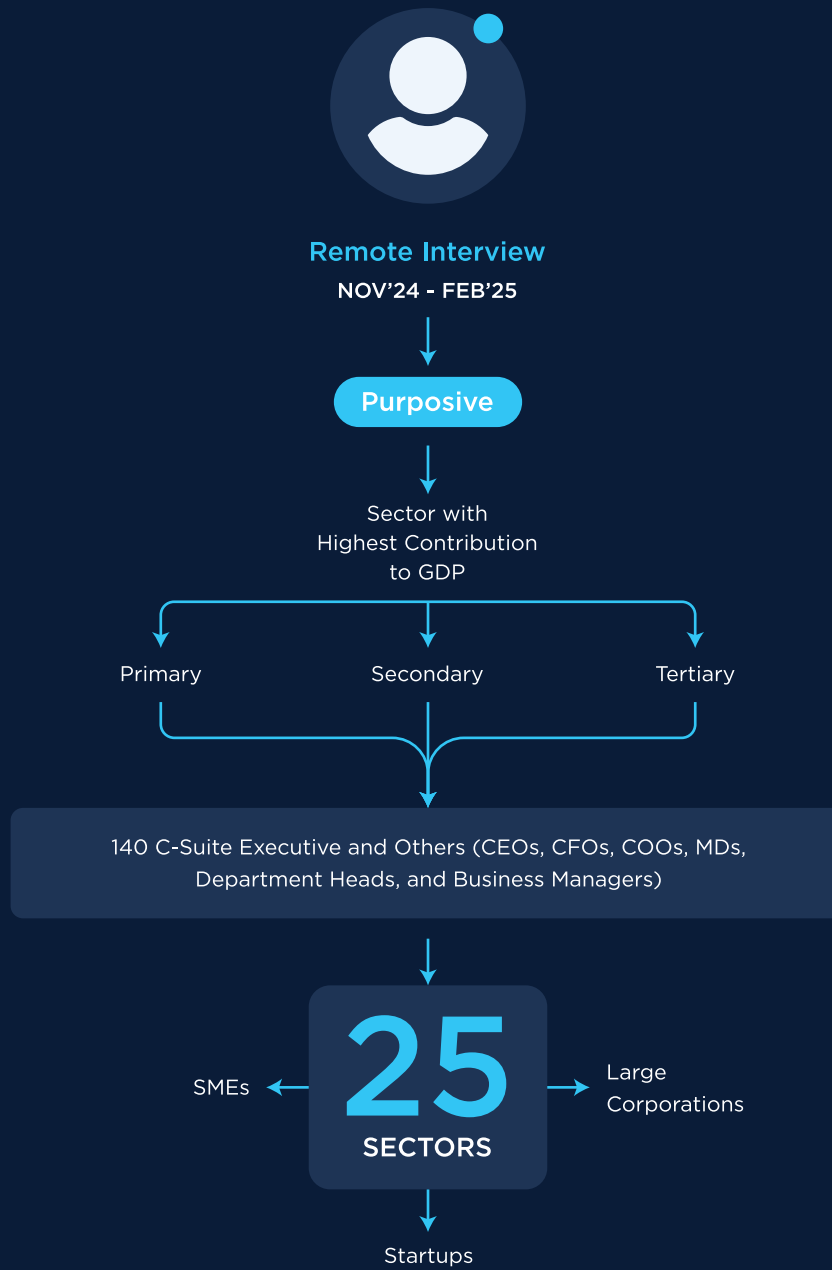 Remote Interview
NOV’24 - FEB’25
Purposive
Sector with
Highest Contribution
to GDP
Primary
Secondary
Tertiary
140 C-Suite Executive and Others (CEOs, CFOs, COOs, MDs,
Department Heads, and Business Managers)
25
SECTORS
SMEs
Large
Corporations
Startups